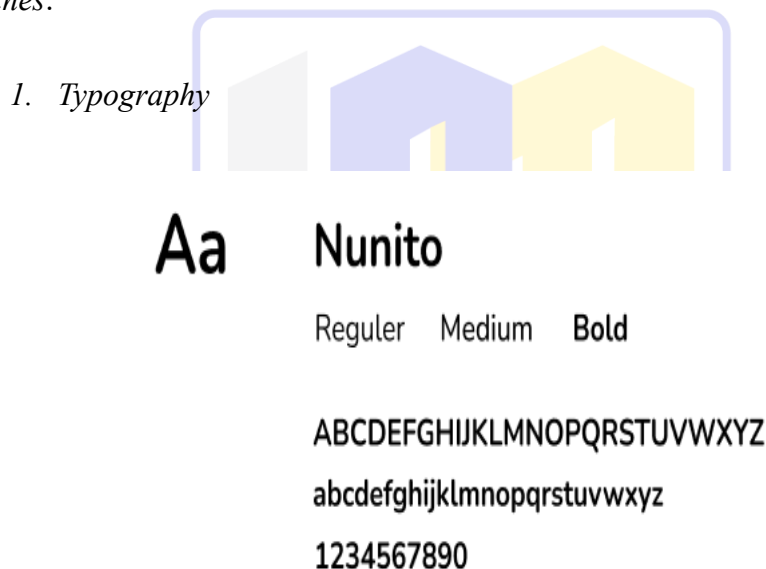 1. Typography
Aa Nunito
Reguler Medium Bold
ABCDEFGHIJKLMNOPQRSTUVWXYZ
abcdefghijklmnopqrstuvwxyz
1234567890